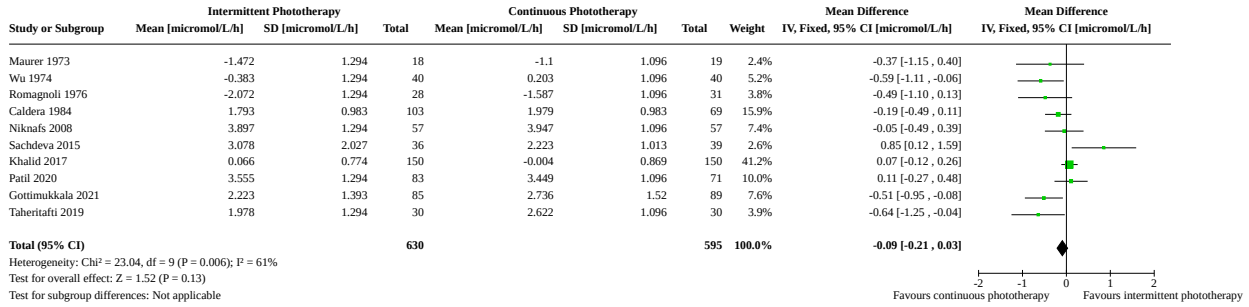 Intermittent Phototherapy Continuous Phototherapy Mean Difference Mean Difference
Study or Subgroup Mean [micromol/L/h] SD [micromol/L/h] Total Mean [micromol/L/h] SD [micromol/L/h] Total Weight IV, Fixed, 95% CI [micromol/L/h] IV, Fixed, 95% CI [micromol/L/h]
Maurer 1973 -1.472 1.294 18 -1.1 1.096 19 2.4% -0.37 [-1.15 , 0.40]
Wu 1974 -0.383 1.294 40 0.203 1.096 40 5.2% -0.59 [-1.11 , -0.06]
Romagnoli 1976 -2.072 1.294 28 -1.587 1.096 31 3.8% -0.49 [-1.10 , 0.13]
Caldera 1984 1.793 0.983 103 1.979 0.983 69 15.9% -0.19 [-0.49 , 0.11]
Niknafs 2008 3.897 1.294 57 3.947 1.096 57 7.4% -0.05 [-0.49 , 0.39]
Sachdeva 2015 3.078 2.027 36 2.223 1.013 39 2.6% 0.85 [0.12 , 1.59]
Khalid 2017 0.066 0.774 150 -0.004 0.869 150 41.2% 0.07 [-0.12 , 0.26]
Patil 2020 3.555 1.294 83 3.449 1.096 71 10.0% 0.11 [-0.27 , 0.48]
Gottimukkala 2021 2.223 1.393 85 2.736 1.52 89 7.6% -0.51 [-0.95 , -0.08]
Taheritafti 2019 1.978 1.294 30 2.622 1.096 30 3.9% -0.64 [-1.25 , -0.04]
Total (95% CI) 630 595 100.0% -0.09 [-0.21 , 0.03]
Heterogeneity: Chi² = 23.04, df = 9 (P = 0.006); I² = 61%
Test for overall effect: Z = 1.52 (P = 0.13)
-2 -1 0 1 2
Test for subgroup differences: Not applicable Favours continuous phototherapy Favours intermittent phototherapy